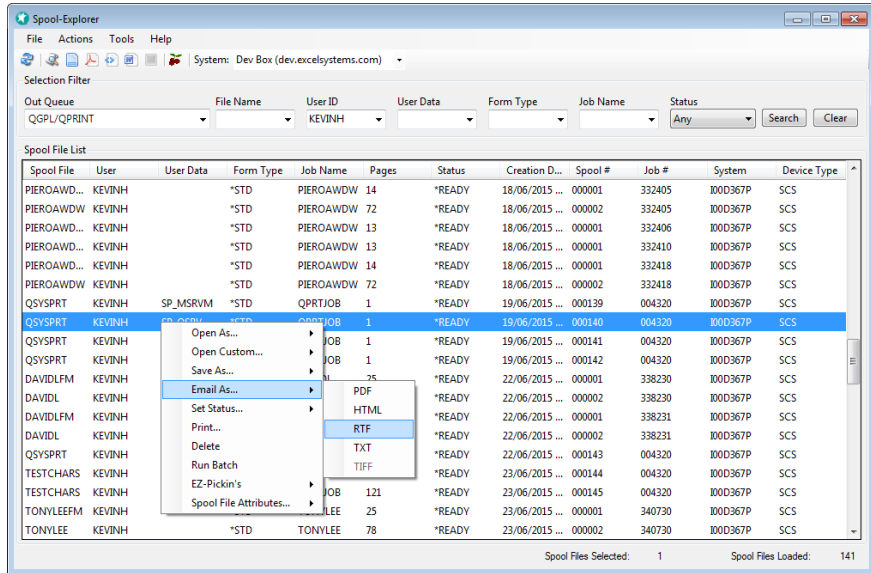 Spool-Explorer
File Actions Tools Help
System: Dev Box (dev.excelsystems.com)
Selection Filter
Out Queue File Name User ID User Data Form Type Job Name Status
QGPL/QPRINT KEVINH Any Search Clear
Spool File List
Spool File User User Data Form Type Job Name Pages Status Creation D... Spool # Job # System Device Type
PIEROAWD... KEVINH *STD PIEROAWDW 14 *READY 18/06/2015 ... 000001 332405 I00D367P SCS
PIEROAWDW KEVINH *STD PIEROAWDW 72 *READY 18/06/2015 ... 000002 332405 I00D367P SCS
PIEROAWD... KEVINH *STD PIEROAWDW 13 *READY 18/06/2015 ... 000001 332406 I00D367P SCS
PIEROAWD... KEVINH *STD PIEROAWDW 13 *READY 18/06/2015 ... 000001 332410 I00D367P SCS
PIEROAWD... KEVINH *STD PIEROAWDW 14 *READY 18/06/2015 ... 000001 332418 I00D367P SCS
PIEROAWDW KEVINH *STD PIEROAWDW 72 *READY 18/06/2015 ... 000002 332418 I00D367P SCS
QSYSPRT KEVINH SP_MSRVM *STD QPRTJOB 1 *READY 19/06/2015 ... 000139 004320 I00D367P SCS
QSYSPRT KEVINH *STD QPRTJOB 1 *READY 19/06/2015 ... 000140 004320 I00D367P SCS
QSYSPRT KEVINH JOB 1 *READY 19/06/2015 ... 000141 004320 I00D367P SCS
QSYSPRT KEVINH JOB 1 *READY 19/06/2015 ... 000142 004320 I00D367P SCS
DAVIDLFM KEVINH 25 *READY 22/06/2015 ... 000001 338230 I00D367P SCS
DAVIDL KEVINH *READY 22/06/2015 ... 000002 338230 I00D367P SCS
DAVIDLFM KEVINH *READY 22/06/2015 ... 000001 338231 I00D367P SCS
DAVIDL KEVINH *READY 22/06/2015 ... 000002 338231 I00D367P SCS
QSYSPRT KEVINH *READY 22/06/2015 ... 000143 004320 I00D367P SCS
TESTCHARS KEVINH *READY 23/06/2015 ... 000144 004320 I00D367P SCS
TESTCHARS KEVINH JOB 121 *READY 23/06/2015 ... 000145 004320 I00D367P SCS
TONYLEEFM KEVINH LEE 25 *READY 23/06/2015 ... 000001 340730 I00D367P SCS
TONYLEE KEVINH *STD TONYLEE 78 *READY 23/06/2015 ... 000002 340730 I00D367P SCS
Open As...
Open Custom...
Save As...
Email As...
Set Status...
Print...
Delete
Run Batch
EZ-Pickin's
Spool File Attributes...
PDF
HTML
RTF
TXT
TIFF
Spool Files Selected: 1 Spool Files Loaded: 141